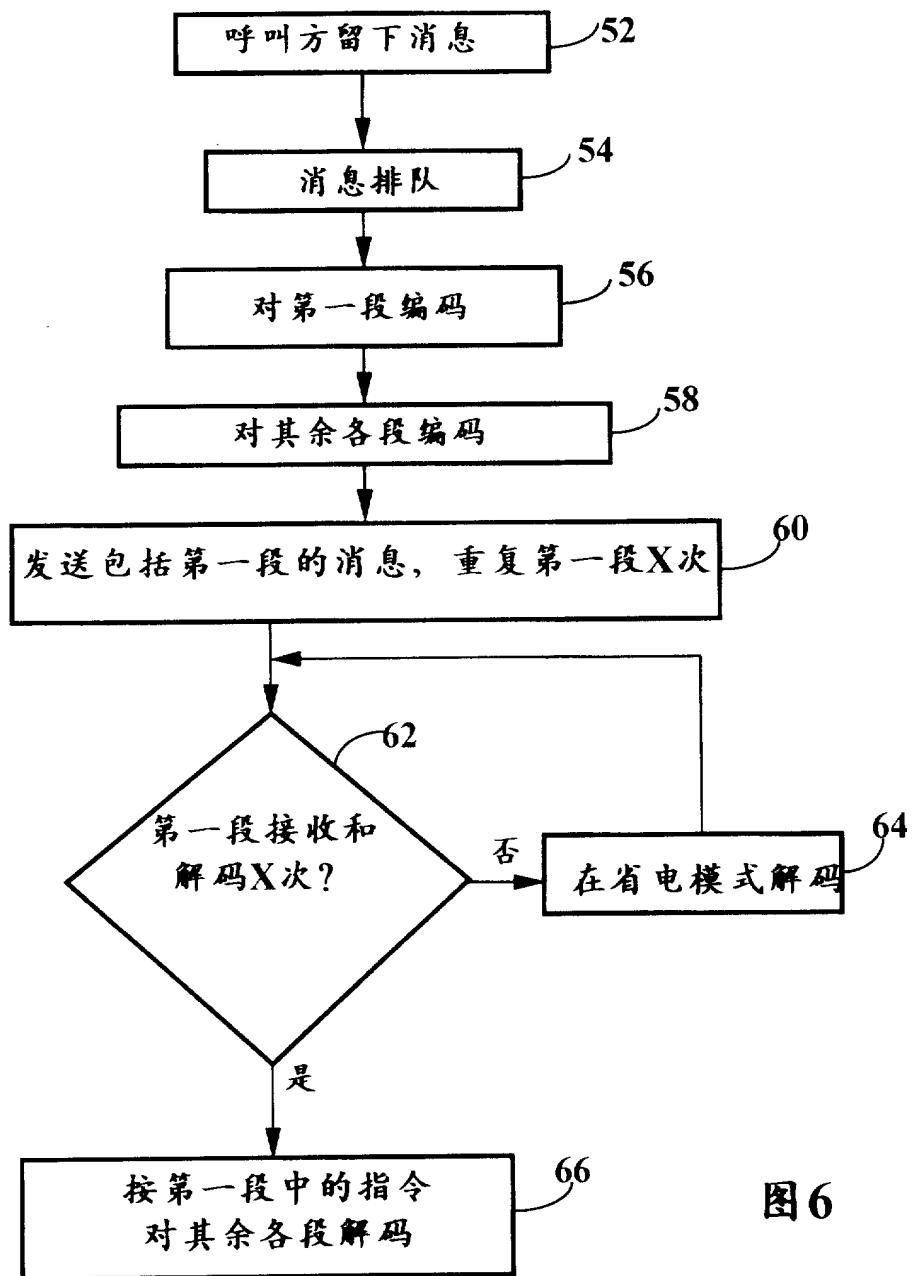 呼叫方留下消息
52
消息排队
54
对第一段编码
56
对其余各段编码
58
发送包括第一段的消息，重复第一段X次
60
62
第一段接收和
解码X次？
否
在省电模式解码
64
是
按第一段中的指令
对其余各段解码
66
图6